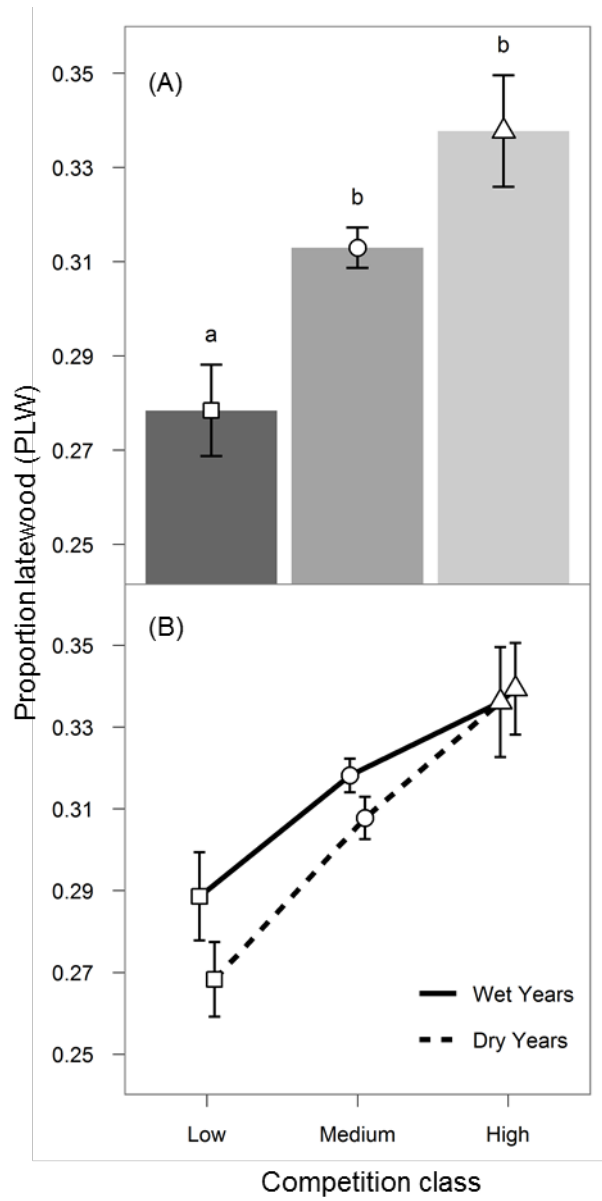 (A)
0.35
0.33
0.31
0.29
0.27
0.25
a
b
b
Proportion latewood (PLW)
(B)
0.35
0.33
0.31
0.29
0.27
0.25
Wet Years
Dry Years
Low Medium High
Competition class